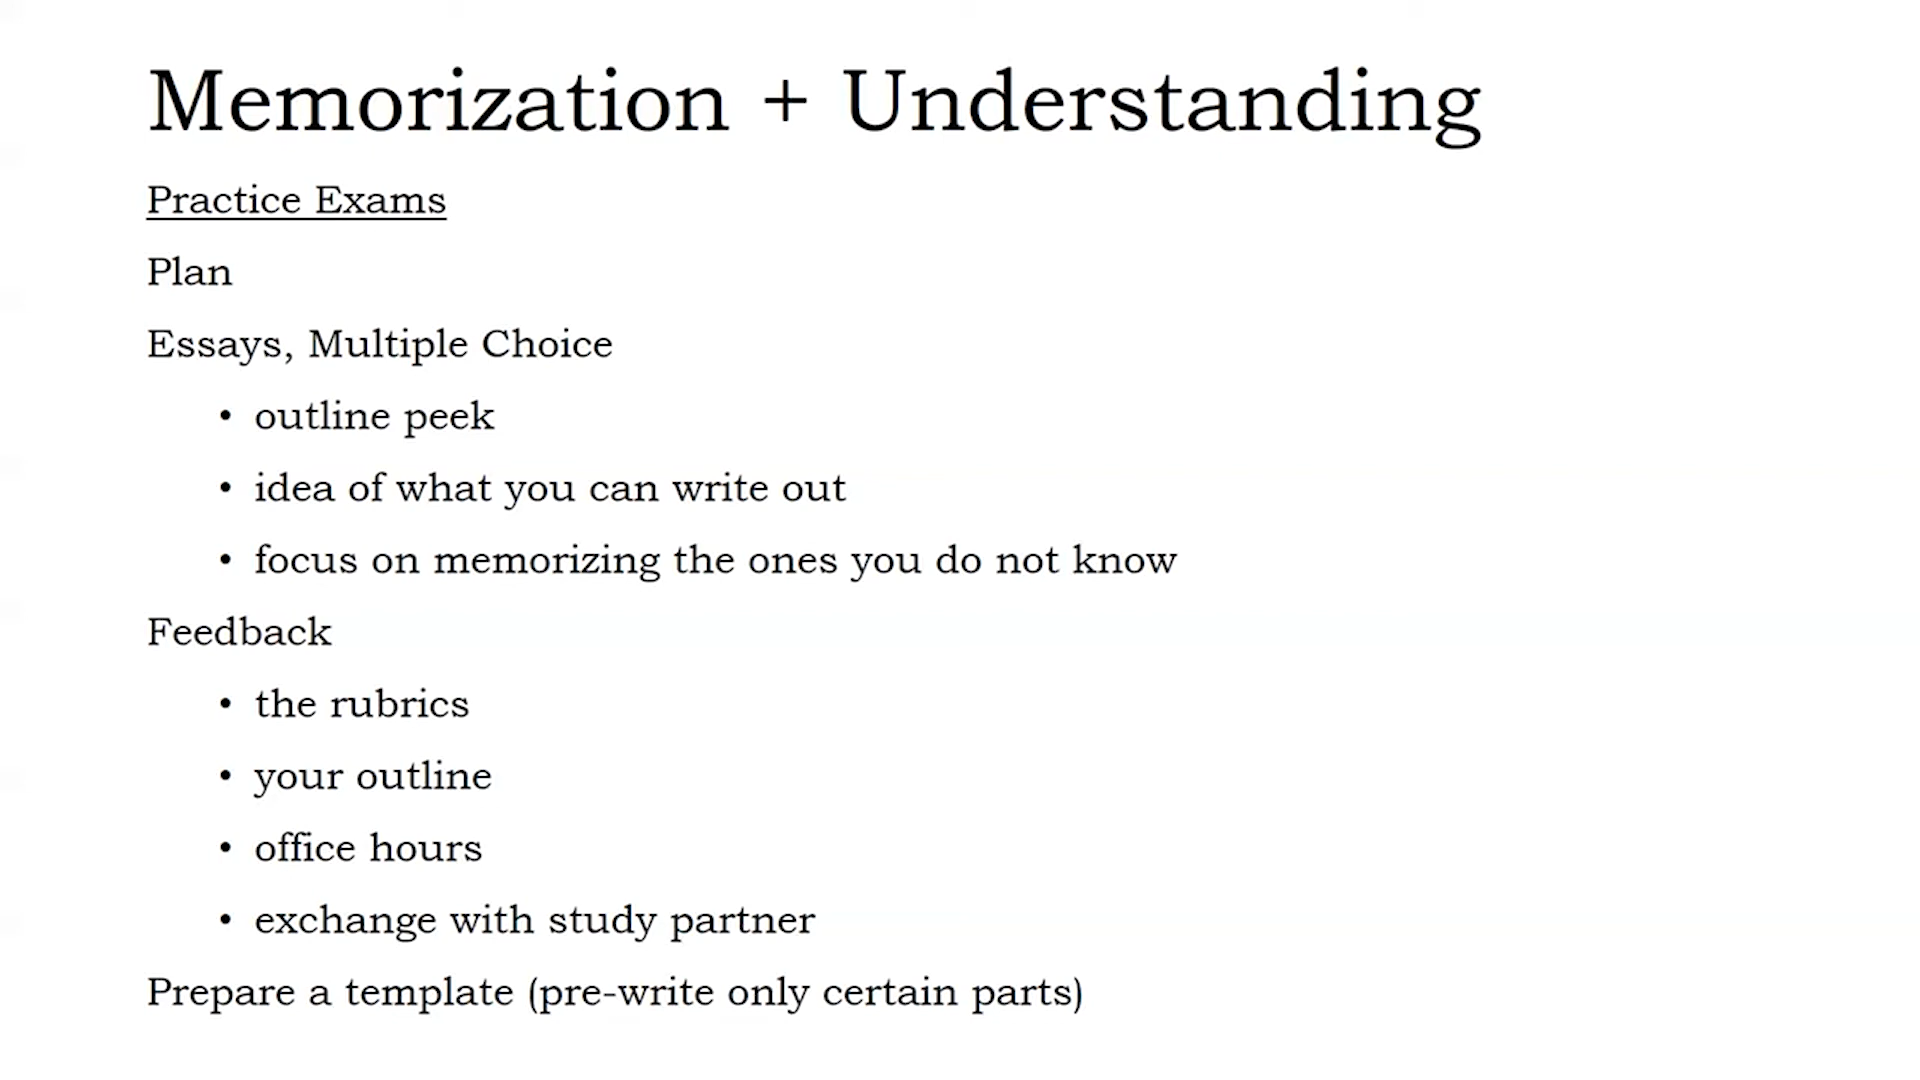 Memorization + Understanding
Practice Exams
Plan
Essays, Multiple Choice
• outline peek
• idea of what you can write out
• focus on memorizing the ones you do not know
Feedback
• the rubrics
• your outline
• office hours
• exchange with study partner
Prepare a template (pre-write only certain parts)